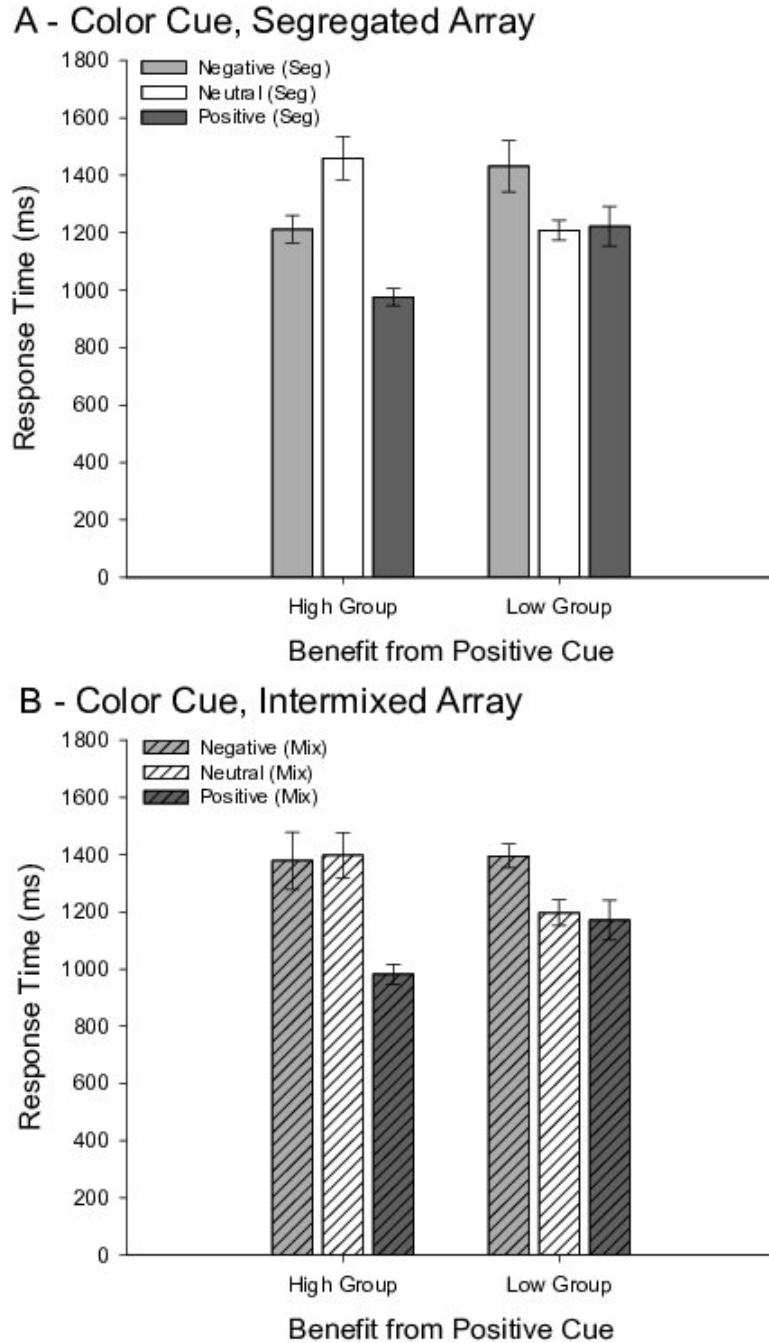 A - Color Cue, Segregated Array
1800
1600
1400
1200
1000
800
600
400
200
0
Response Time (ms)
Negative (Seg)
Neutral (Seg)
Positive (Seg)
High Group
Low Group
Benefit from Positive Cue
B - Color Cue, Intermixed Array
1800
1600
1400
1200
1000
800
600
400
200
0
Response Time (ms)
Negative (Mix)
Neutral (Mix)
Positive (Mix)
High Group
Low Group
Benefit from Positive Cue